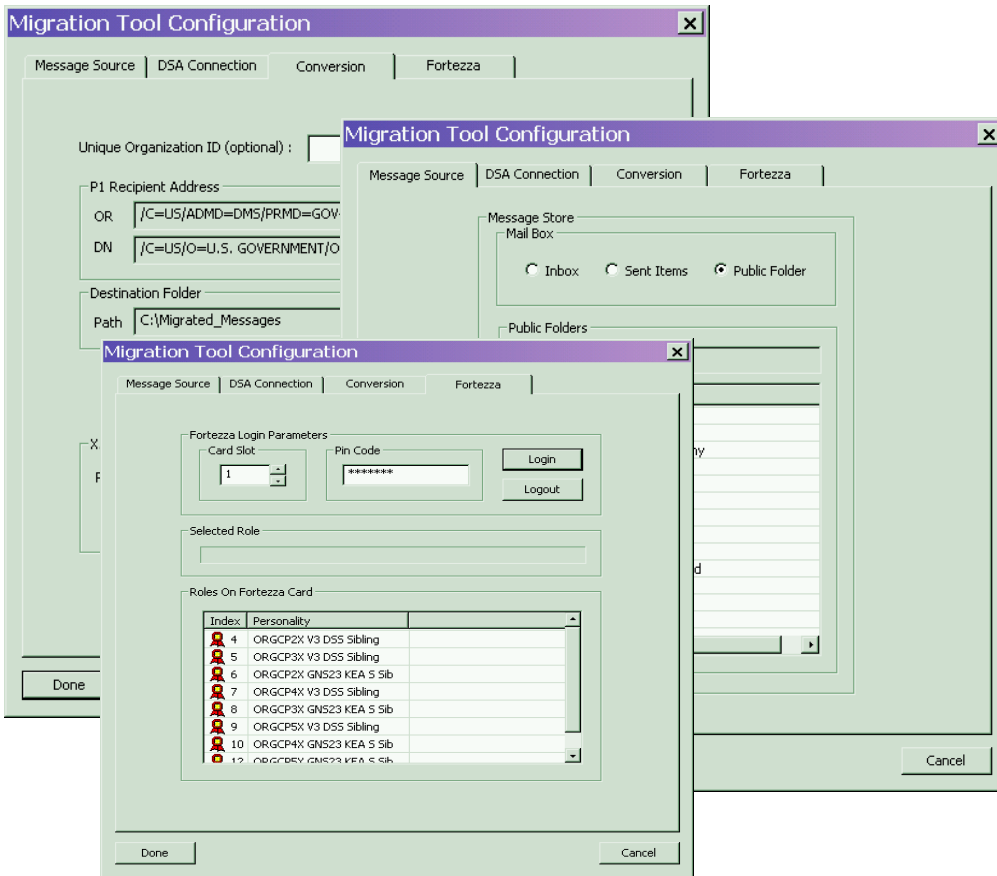 Migration Tool Configuration
Message Source DSA Connection Conversion Fortezza
Unique Organization ID (optional) :
P1 Recipient Address
OR /C=US/ADMD=DMS/PRMD=GOV
DN /C=US/O=U.S. GOVERNMENT/O
Destination Folder
Path C:\Migrated_Messages
X
Done
Migration Tool Configuration
Message Source DSA Connection Conversion Fortezza
Message Store
Mail Box
Inbox Sent Items Public Folder
Public Folders
ny
d
Cancel
Migration Tool Configuration
Message Source DSA Connection Conversion Fortezza
Fortezza Login Parameters
Card Slot Pin Code
1 ******* Login
Logout
Selected Role
Roles On Fortezza Card
Index Personality
4 ORGCP2X V3 DSS Sibling
5 ORGCP3X V3 DSS Sibling
6 ORGCP2X GNS23 KEA S Sib
7 ORGCP4X V3 DSS Sibling
8 ORGCP3X GNS23 KEA S Sib
9 ORGCP5X V3 DSS Sibling
10 ORGCP4X GNS23 KEA S Sib
12 ORGCP5X GNS23 KEA S Sib
Done Cancel